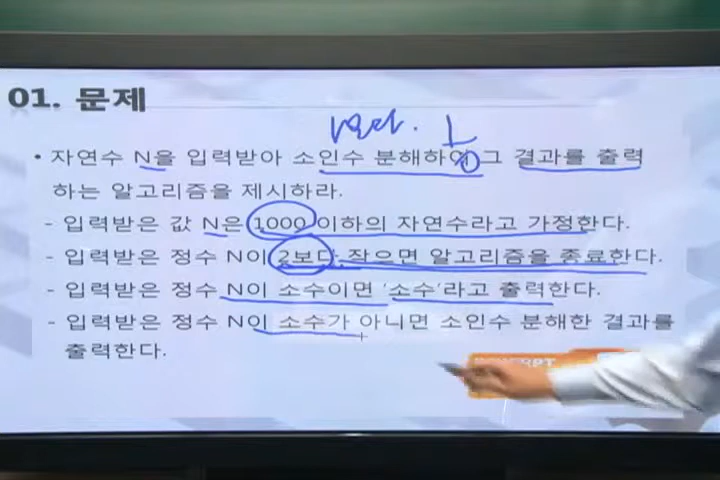 01. 문제
• 자연수 N을 입력받아 소인수 분해하여 그 결과를 출력
하는 알고리즘을 제시하라.
- 입력받은 값 N은 1000 이하의 자연수라고 가정한다.
- 입력받은 정수 N이 2보다 작으면 알고리즘을 종료한다.
- 입력받은 정수 N이 소수이면 '소수'라고 출력한다.
- 입력받은 정수 N이 소수가 아니면 소인수 분해한 결과를
출력한다.